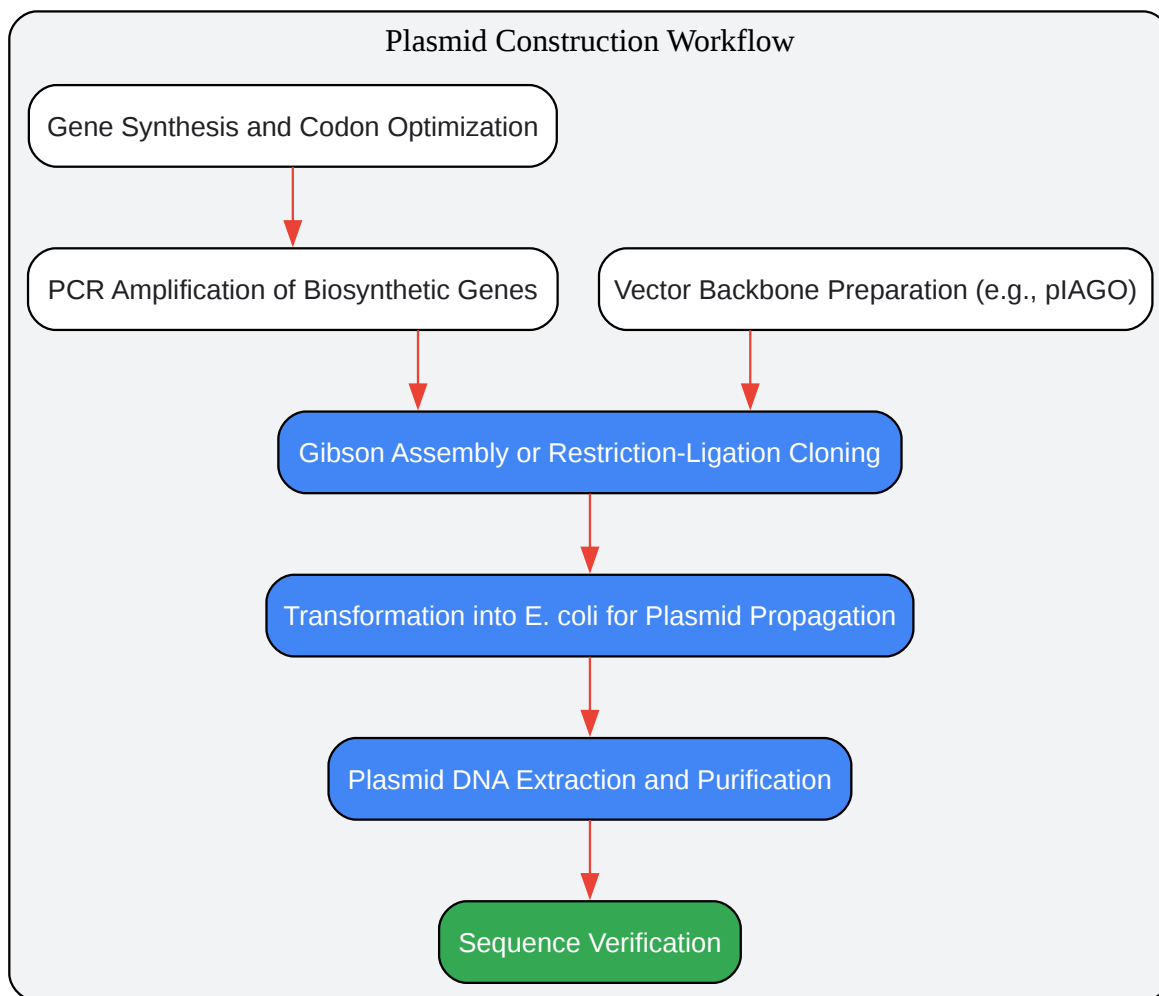 Plasmid Construction Workflow
Gene Synthesis and Codon Optimization
PCR Amplification of Biosynthetic Genes
Vector Backbone Preparation (e.g., pIAGO)
Gibson Assembly or Restriction-Ligation Cloning
Transformation into E. coli for Plasmid Propagation
Plasmid DNA Extraction and Purification
Sequence Verification